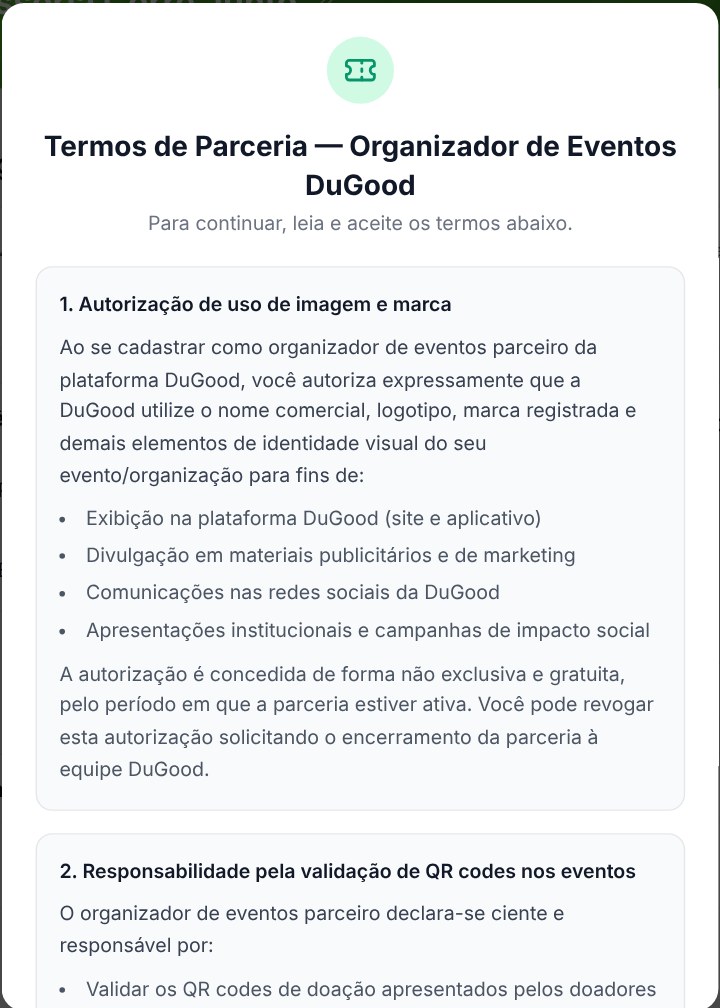 Termos de Parceria — Organizador de Eventos
DuGood
Para continuar, leia e aceite os termos abaixo.
1. Autorização de uso de imagem e marca
Ao se cadastrar como organizador de eventos parceiro da
plataforma DuGood, você autoriza expressamente que a
DuGood utilize o nome comercial, logotipo, marca registrada e
demais elementos de identidade visual do seu
evento/organização para fins de:
• Exibição na plataforma DuGood (site e aplicativo)
• Divulgação em materiais publicitários e de marketing
• Comunicações nas redes sociais da DuGood
• Apresentações institucionais e campanhas de impacto social
A autorização é concedida de forma não exclusiva e gratuita,
pelo período em que a parceria estiver ativa. Você pode revogar
esta autorização solicitando o encerramento da parceria à
equipe DuGood.
2. Responsabilidade pela validação de QR codes nos eventos
O organizador de eventos parceiro declara-se ciente e
responsável por:
• Validar os QR codes de doação apresentados pelos doadores